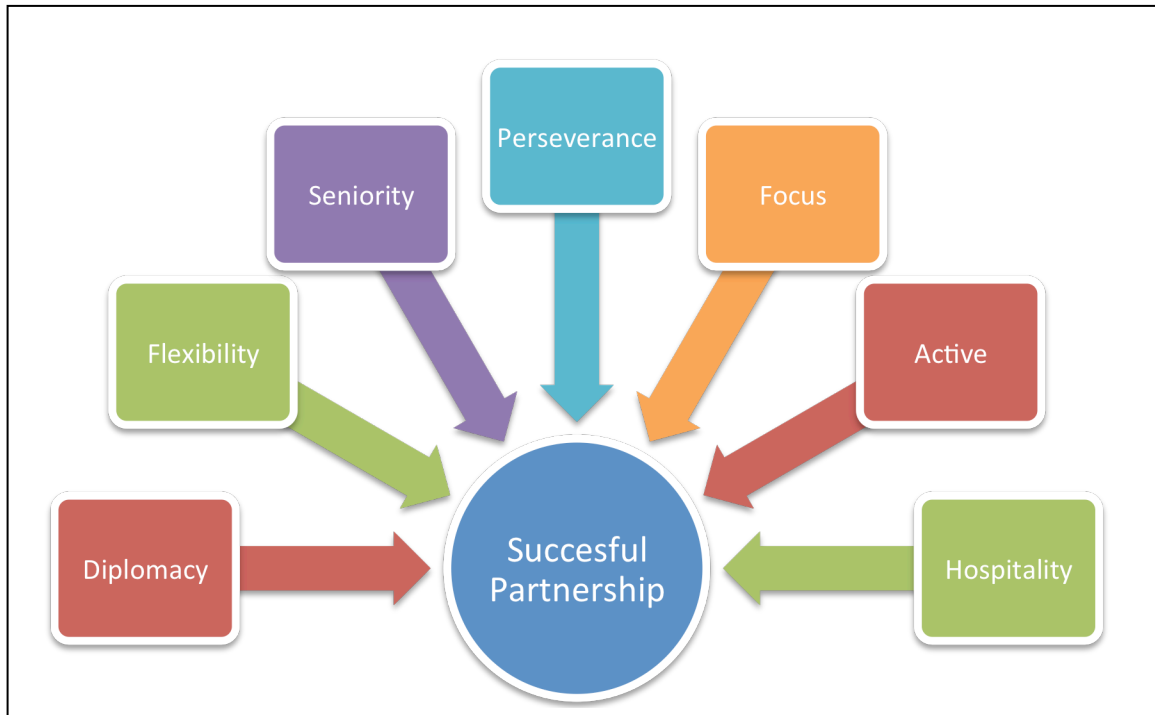 Perseverance
Seniority
Focus
Flexibility
Active
Diplomacy
Succesful
Partnership
Hospitality